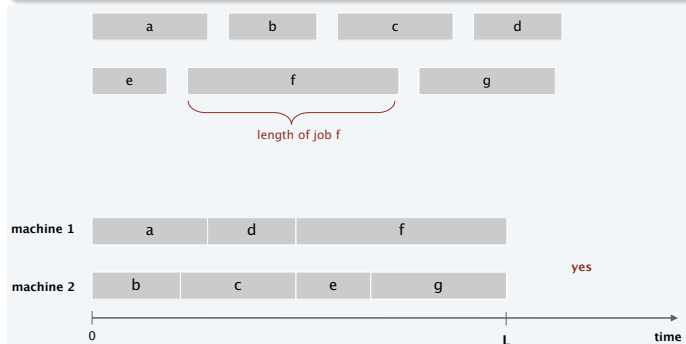 a b c d
e f g
length of job f
machine 1 a d f
yes
machine 2 b c e g
0 L time